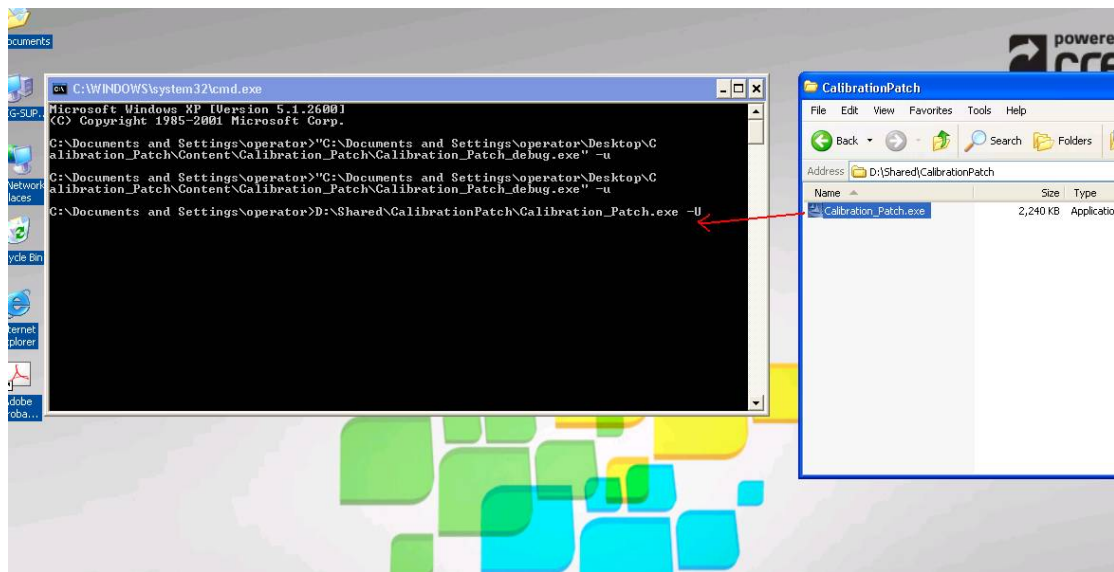 ocuments
powere
C:\WINDOWS\system32\cmd.exe
Microsoft Windows XP [Version 5.1.2600]
(C) Copyright 1985-2001 Microsoft Corp.
C:\Documents and Settings\operator>"C:\Documents and Settings\operator\Desktop\C
alibration_Patch\Content\Calibration_Patch\Calibration_Patch_debug.exe" -u
C:\Documents and Settings\operator>"C:\Documents and Settings\operator\Desktop\C
alibration_Patch\Content\Calibration_Patch\Calibration_Patch_debug.exe" -u
C:\Documents and Settings\operator>D:\Shared\CalibrationPatch\Calibration_Patch.exe -U
G-SUP..
Network
laces
ycle Bin
ternet
plorer
Adobe
roba...
CalibrationPatch
File Edit View Favorites Tools Help
Back Search Folders
Address D:\Shared\CalibrationPatch
Name Size Type
Calibration_Patch.exe 2,240 KB Applicatio